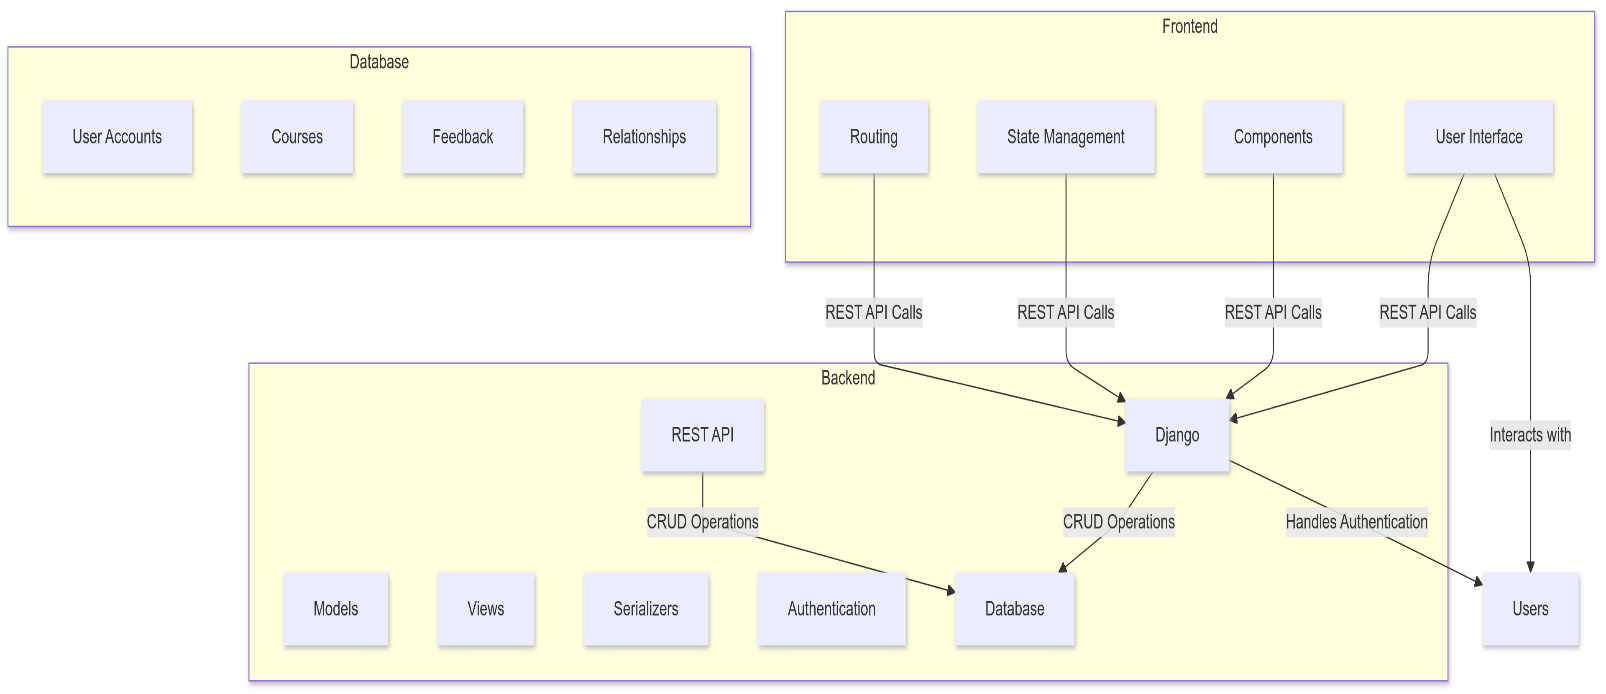 Frontend
Database
User Accounts
Courses
Feedback
Relationships
Routing
State Management
Components
User Interface
REST API Calls
REST API Calls
REST API Calls
REST API Calls
Backend
REST API
Django
Interacts with
CRUD Operations
CRUD Operations
Handles Authentication
Models
Views
Serializers
Authentication
Database
Users